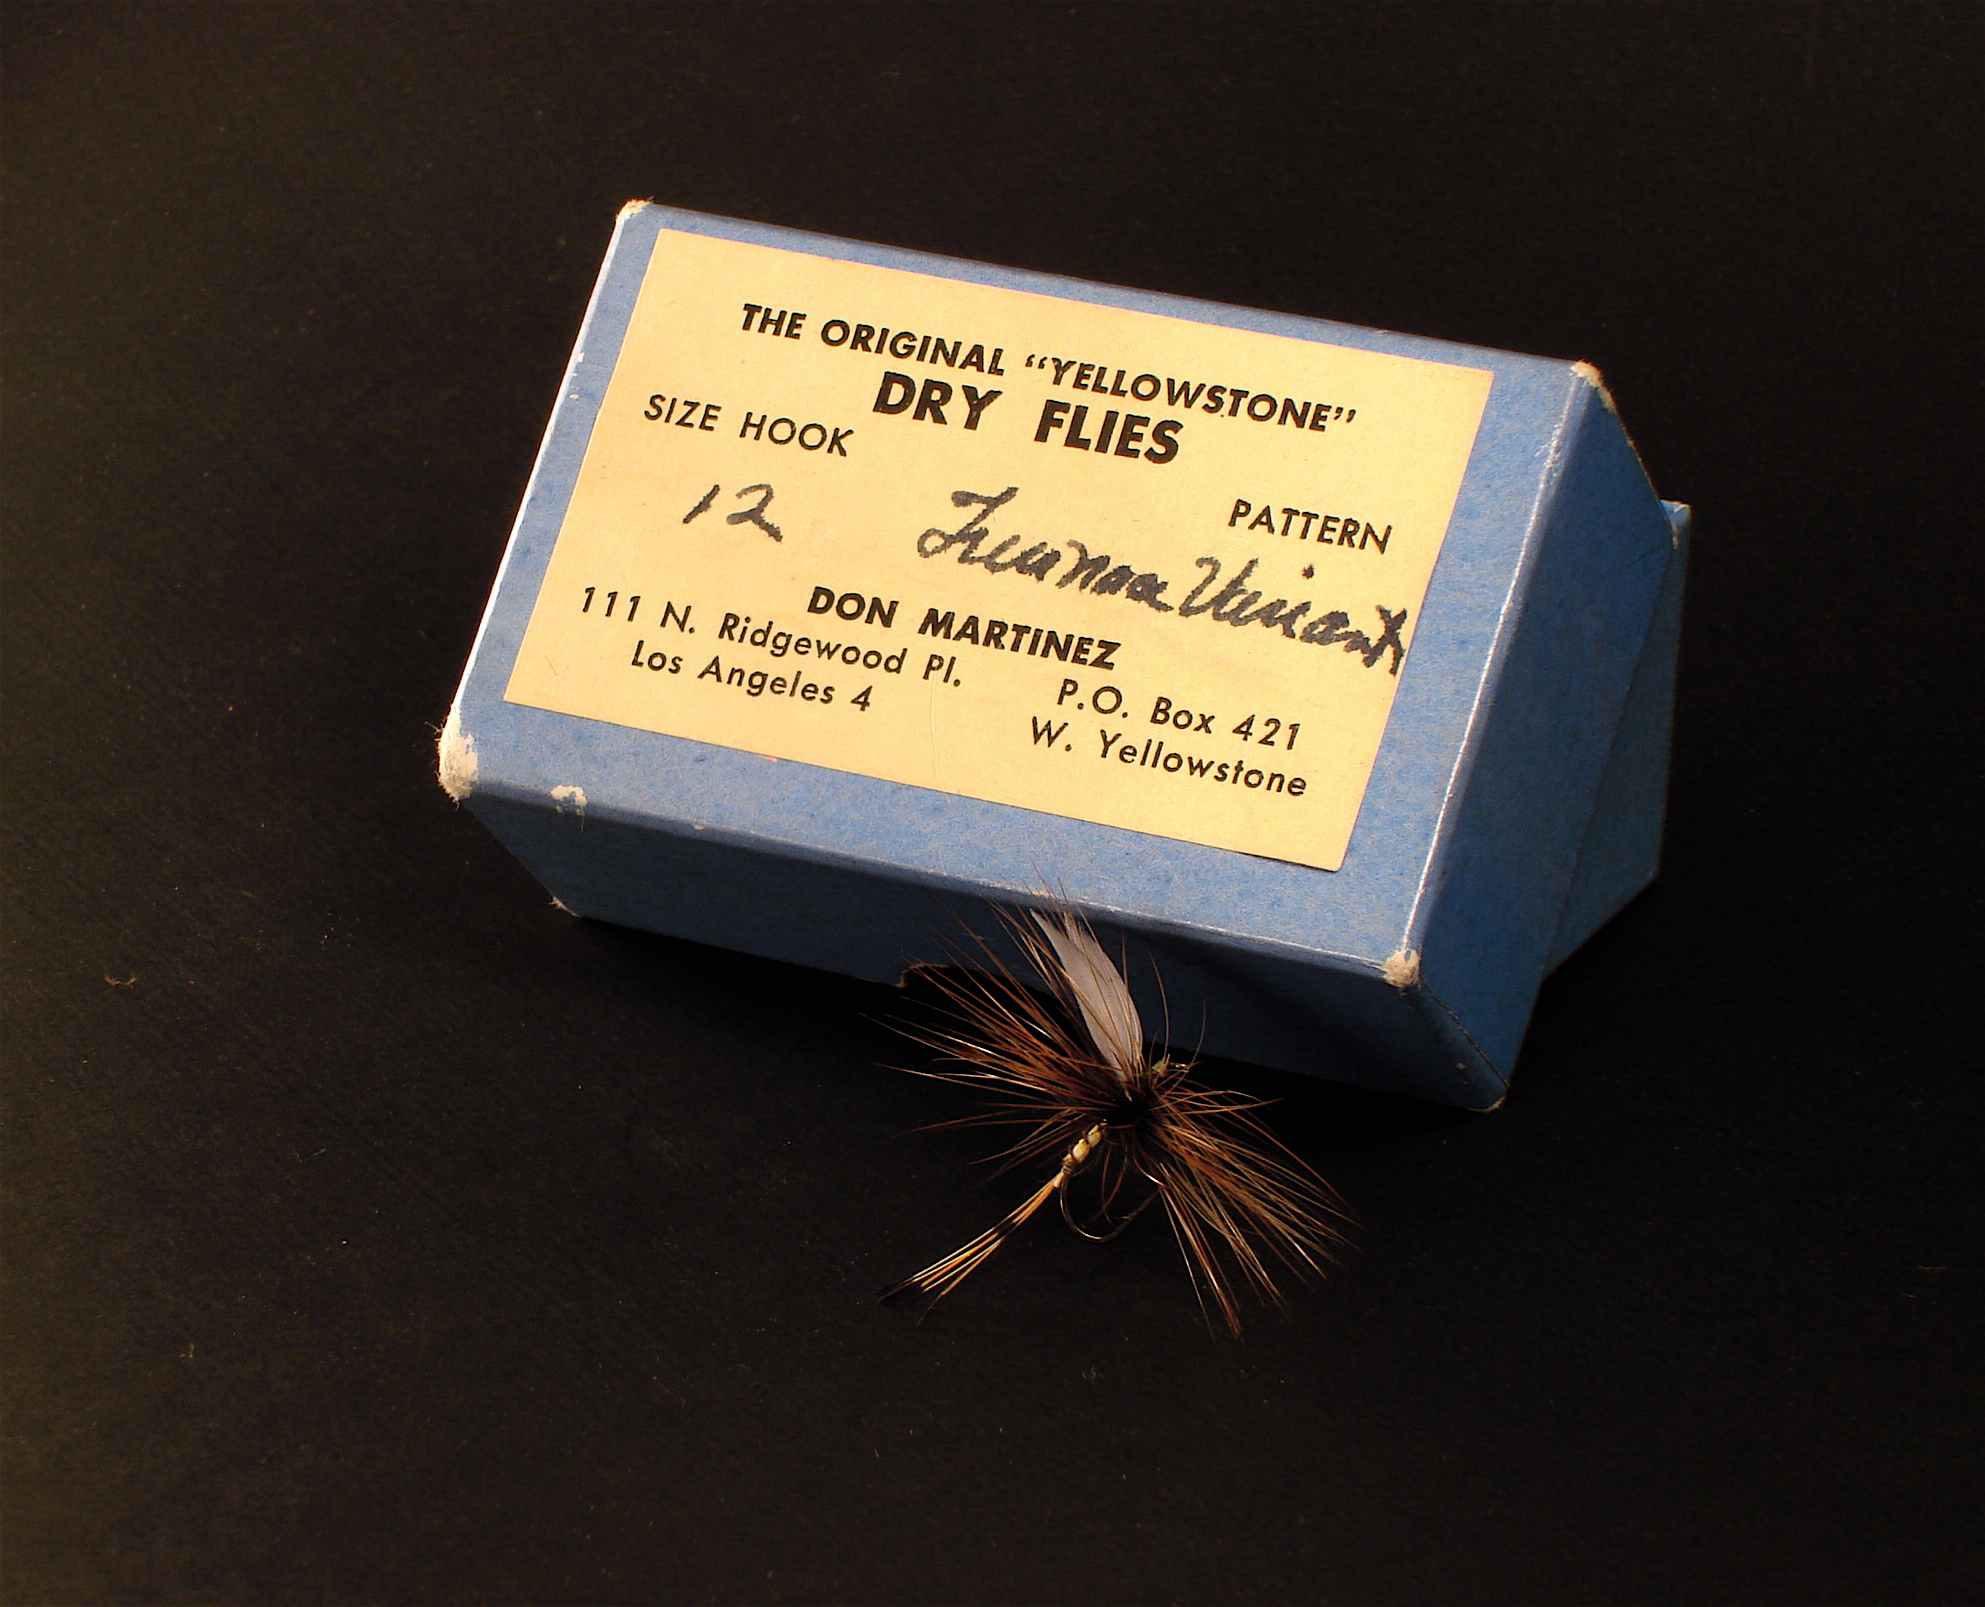 THE ORIGINAL “YELLOWSTONE”
DRY FLIES
SIZE HOOK
PATTERN
12
Variant
DON MARTINEZ
111 N. Ridgewood Pl.
Los Angeles 4
P.O. Box 421
W. Yellowstone